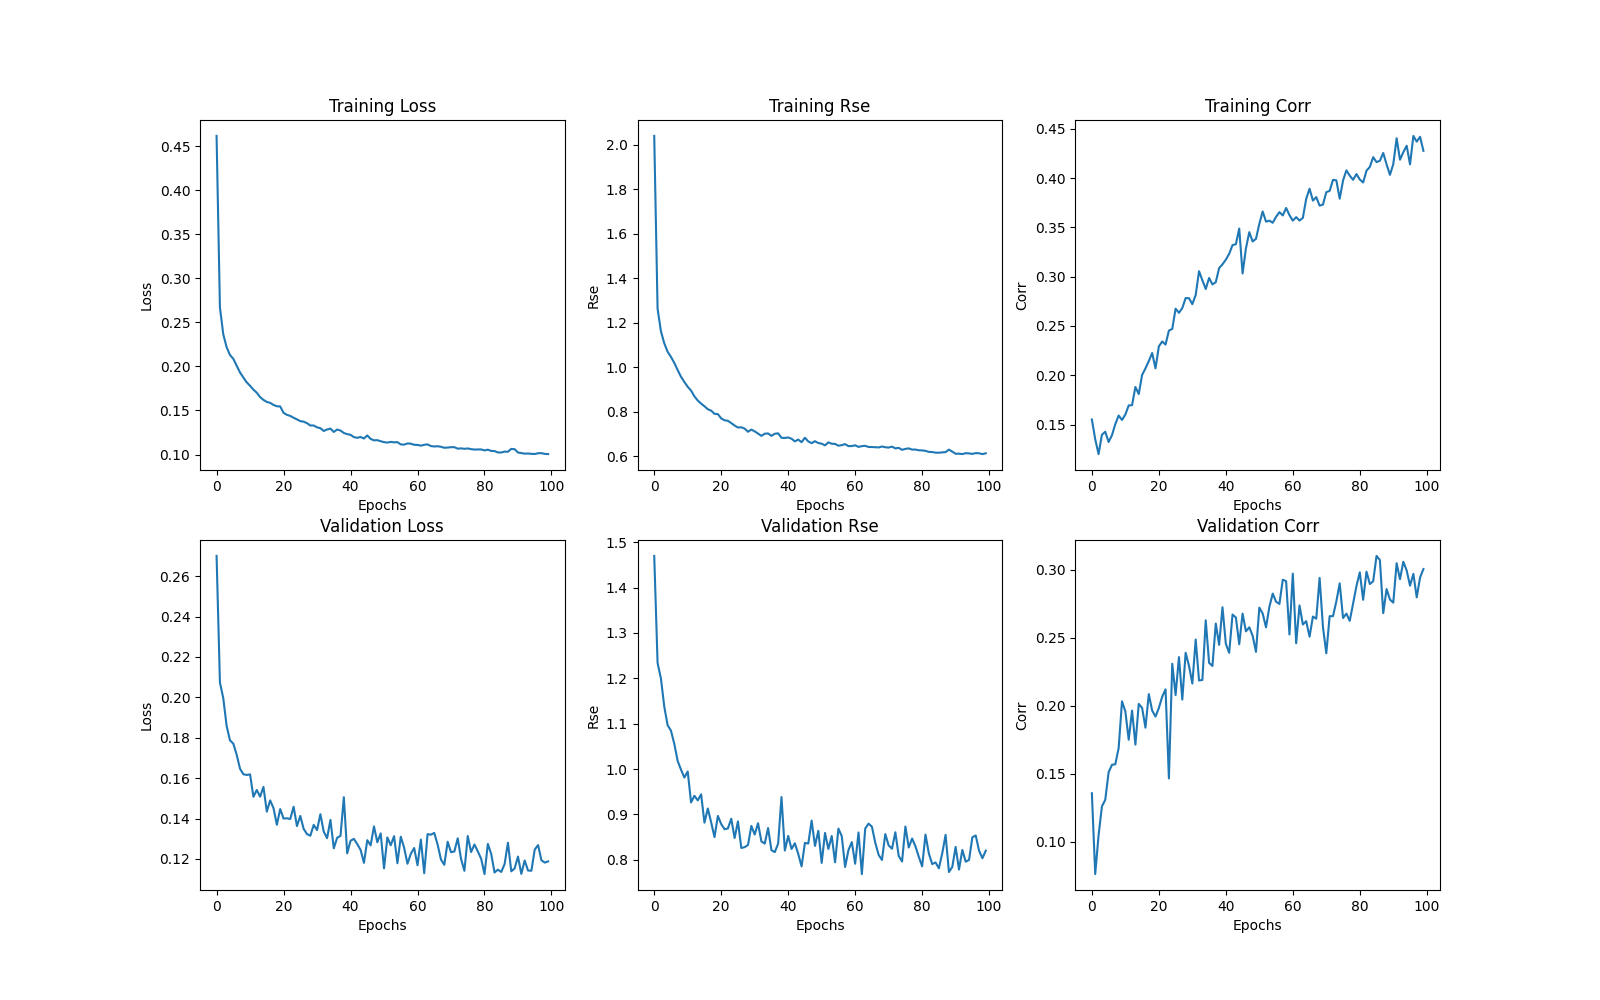 Training Loss
Training Rse
Training Corr
Loss
0.45
0.40
0.35
0.30
0.25
0.20
0.15
0.10
0 20 40 60 80 100
Epochs
Rse
2.0
1.8
1.6
1.4
1.2
1.0
0.8
0.6
0 20 40 60 80 100
Epochs
Corr
0.45
0.40
0.35
0.30
0.25
0.20
0.15
0 20 40 60 80 100
Epochs
Validation Loss
Validation Rse
Validation Corr
Loss
0.26
0.24
0.22
0.20
0.18
0.16
0.14
0.12
0 20 40 60 80 100
Epochs
Rse
1.5
1.4
1.3
1.2
1.1
1.0
0.9
0.8
0 20 40 60 80 100
Epochs
Corr
0.30
0.25
0.20
0.15
0.10
0 20 40 60 80 100
Epochs